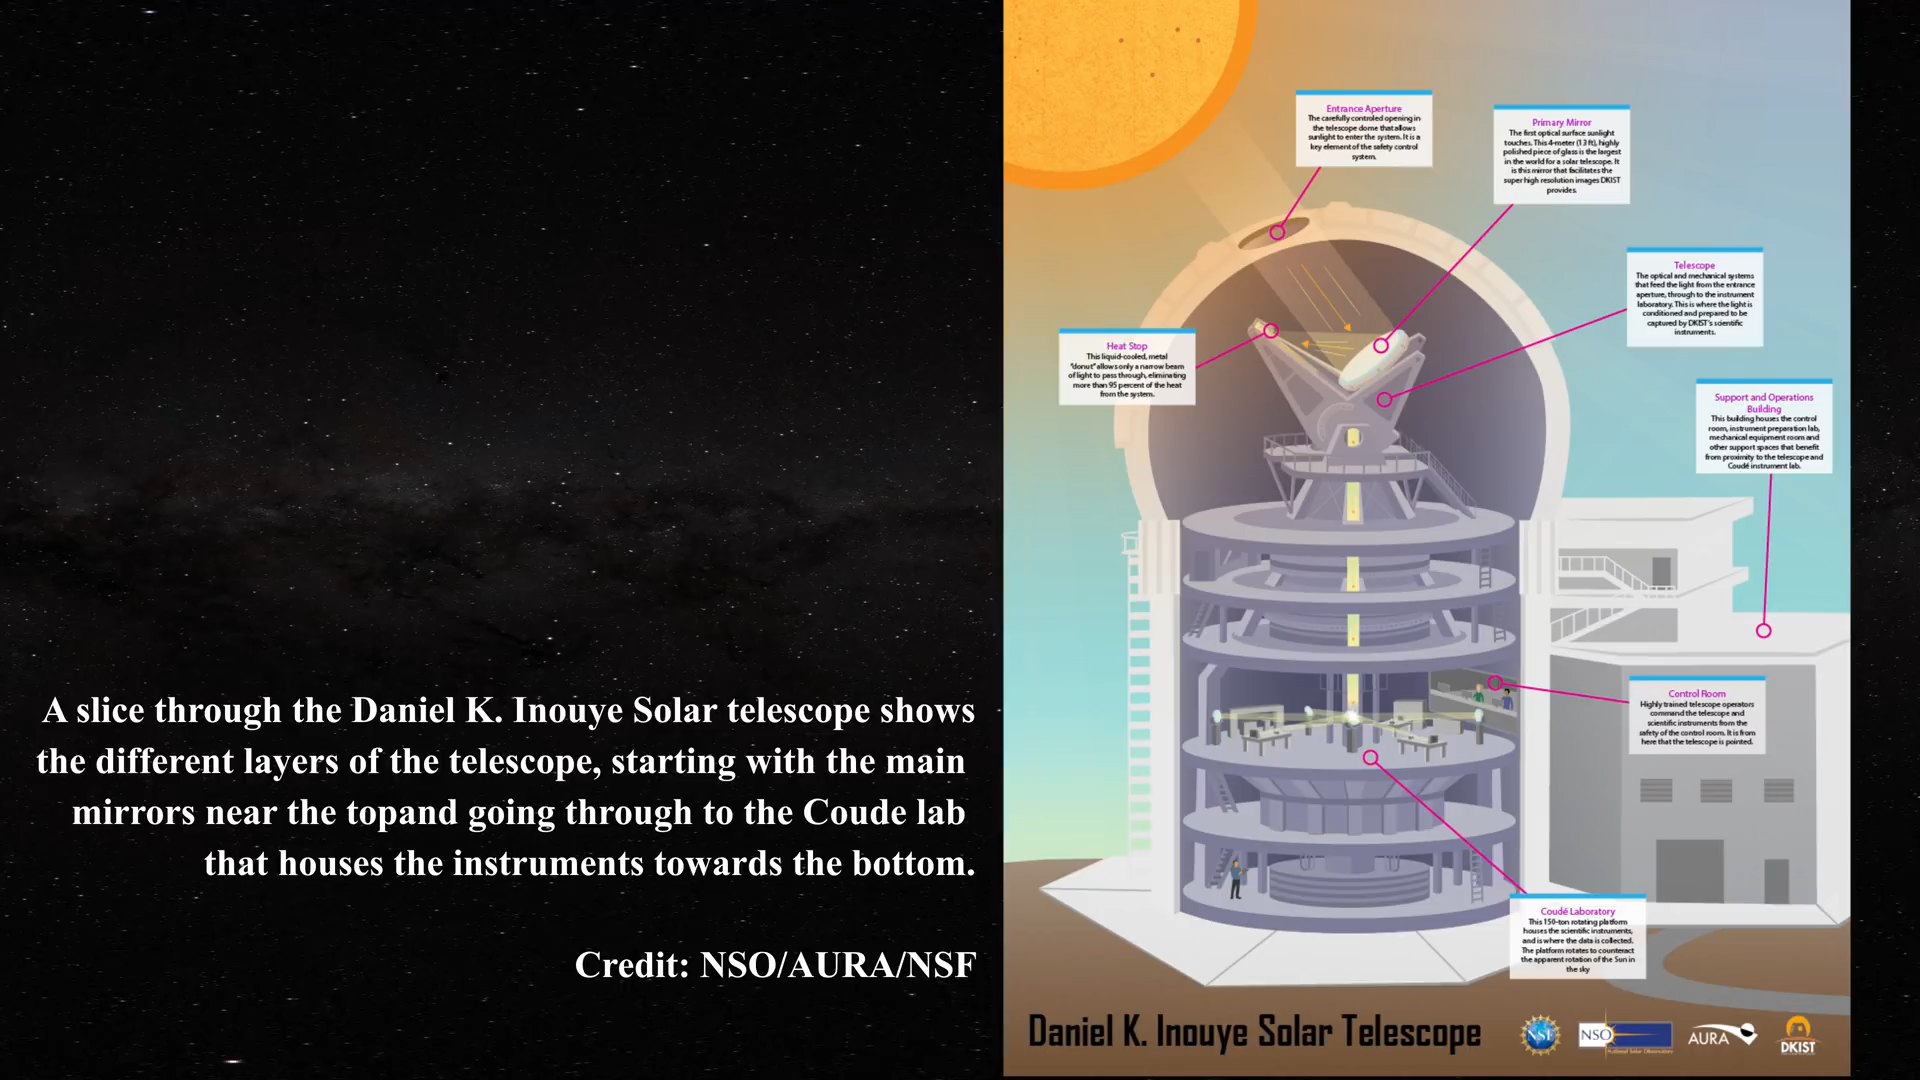 A slice through the Daniel K. Inouye Solar telescope shows
the different layers of the telescope, starting with the main
mirrors near the topand going through to the Coude lab
that houses the instruments towards the bottom.
Credit: NSO/AURA/NSF
Entrance Aperture
The carefully controled opening in
the telescope dome that allows
sunlight to enter the system. It is a
key element of the safety control
system.
Primary Mirror
The first optical surface sunlight
touches. This 4-meter (13 ft), highly
polished piece of glass is the largest
in the world for a solar telescope. It
is this mirror that facilitates the
super high resolution images DKIST
provides.
Telescope
The optical and mechanical systems
that feed the light from the entrance
aperture, through to the instrument
laboratory. This is where the light is
conditioned and prepared to be
captured by DKIST's scientific
instruments.
Heat Stop
This liquid-cooled, metal
"donut" allows only a narrow beam
of light to pass through, eliminating
more than 95 percent of the heat
from the system.
Support and Operations
Building
This building houses the control
room, instrument preparation lab,
mechanical equipment room and
other support spaces that benefit
from proximity to the telescope and
Coudé instrument lab.
Control Room
Highly trained telescope operators
command the telescope and
scientific instruments from the
safety of the control room. It is from
here that the telescope is pointed.
Coudé Laboratory
This 150-ton rotating platform
houses the scientific instruments,
and is where the data is collected.
The platform rotates to counteract
the apparent rotation of the Sun in
the sky
Daniel K. Inouye Solar Telescope
NSF
NSO
National Solar Observatory
AURA
DKIST